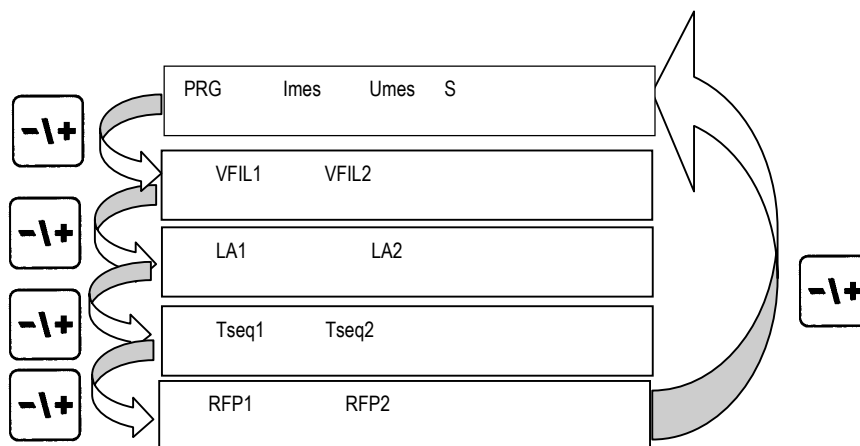 PRG Imes Umes S
-\+
VFIL1 VFIL2
-\+
LA1 LA2
-\+
-\+
Tseq1 Tseq2
-\+
RFP1 RFP2